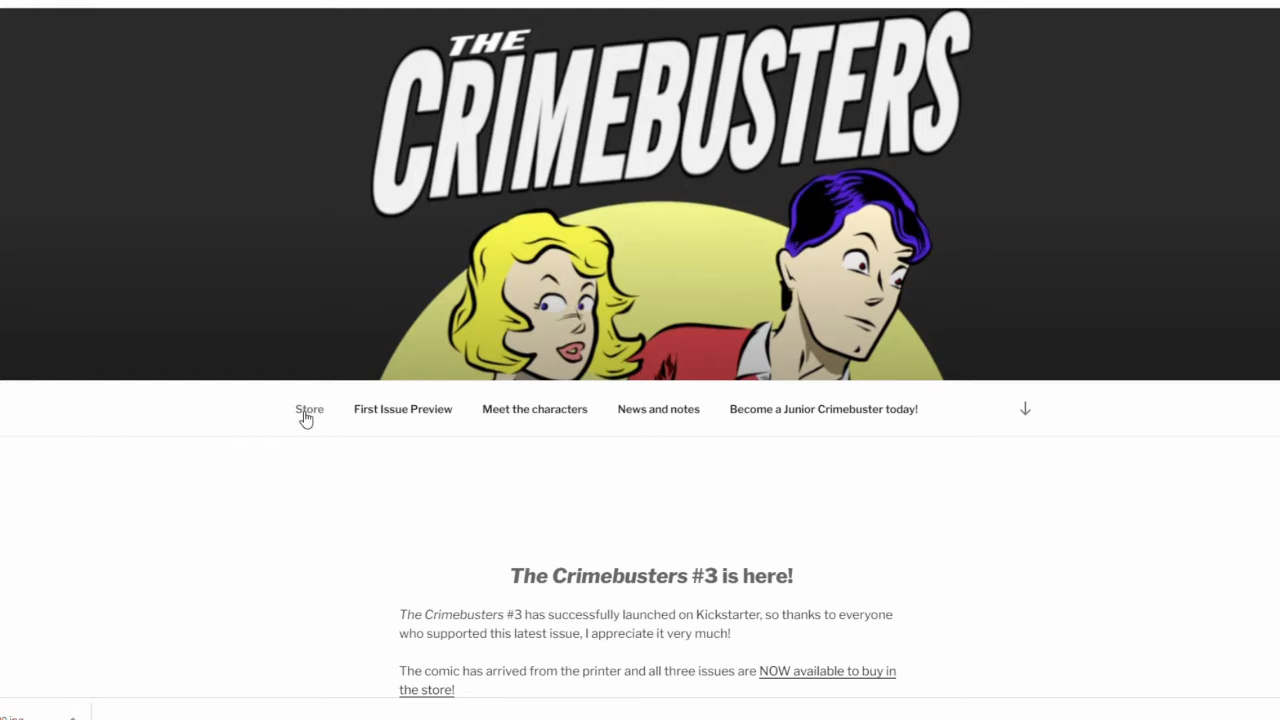 THE
CRIMEBUSTERS
Store First Issue Preview Meet the characters News and notes Become a Junior Crimebuster today!
The Crimebusters #3 is here!
The Crimebusters #3 has successfully launched on Kickstarter, so thanks to everyone
who supported this latest issue, I appreciate it very much!
The comic has arrived from the printer and all three issues are NOW available to buy in
the store!